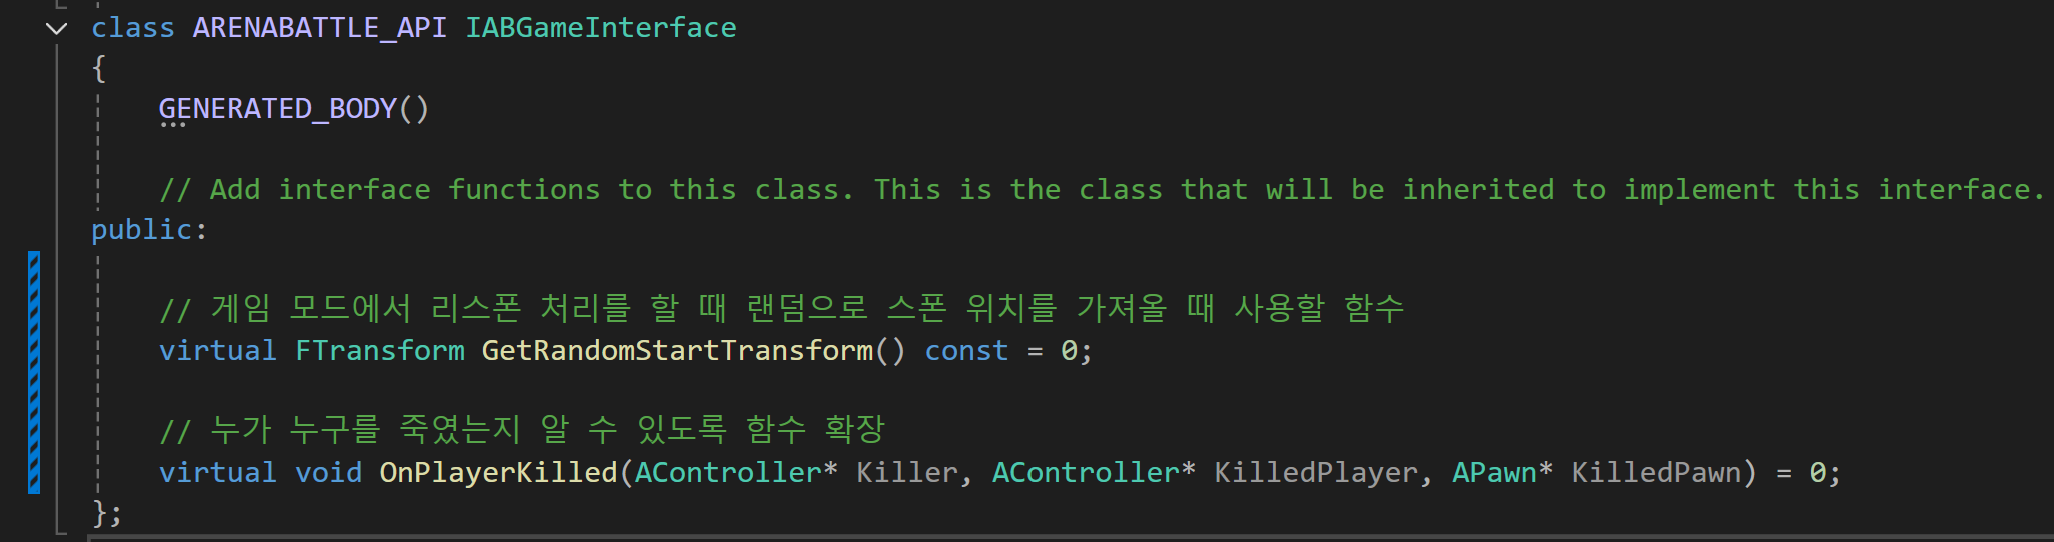 class ARENABATTLE_API IABGameInterface
{
GENERATED_BODY()
// Add interface functions to this class. This is the class that will be inherited to implement this interface.
public:
// 게임 모드에서 리스폰 처리를 할 때 랜덤으로 스폰 위치를 가져올 때 사용할 함수
virtual FTransform GetRandomStartTransform() const = 0;
// 누가 누구를 죽였는지 알 수 있도록 함수 확장
virtual void OnPlayerKilled(AController* Killer, AController* KilledPlayer, APawn* KilledPawn) = 0;
};